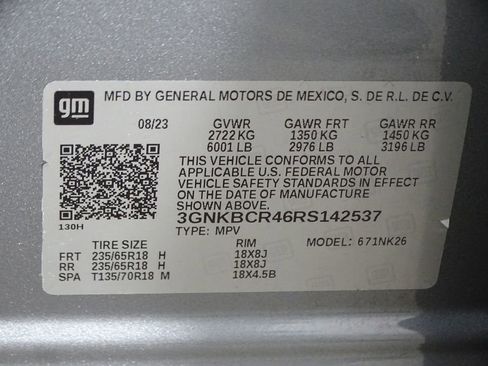 gm
MFD BY GENERAL MOTORS DE MEXICO, S. DE R.L. DE C.V.
08/23 GVWR GAWR FRT GAWR RR
2722 KG 1350 KG 1450 KG
6001 LB 2976 LB 3196 LB
THIS VEHICLE CONFORMS TO ALL
APPLICABLE U.S. FEDERAL MOTOR
VEHICLE SAFETY STANDARDS IN EFFECT
ON THE DATE OF MANUFACTURE
SHOWN ABOVE.
3GNKBCR46RS142537
130H
TYPE: MPV MODEL: 671NK26
TIRE SIZE RIM
FRT 235/65R18 H 18X8J
RR 235/65R18 H 18X8J
SPA T135/70R18 M 18X4.5B